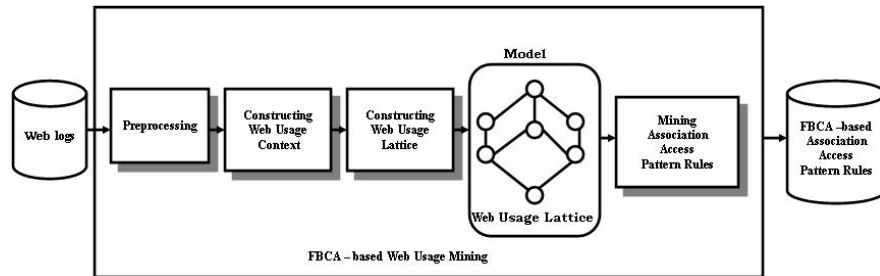 Model
Web logs
Preprocessing
Constructing
Web Usage
Context
Constructing
Web Usage
Lattice
Web Usage Lattice
Mining
Association
Access
Pattern Rules
FBCA –based
Association
Access
Pattern Rules
FBCA – based Web Usage Mining